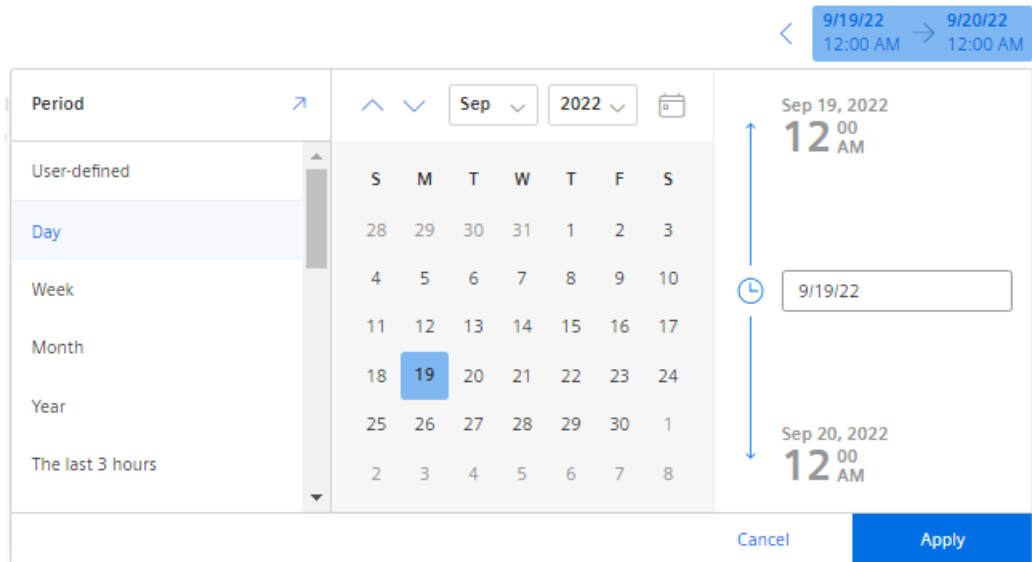 9/19/22 9/20/22
12:00 AM 12:00 AM
Period
Sep 2022
Sep 19, 2022
12 00 AM
User-defined
Day
Week
Month
Year
The last 3 hours
S M T W T F S
28 29 30 31 1 2 3
4 5 6 7 8 9 10
11 12 13 14 15 16 17
18 19 20 21 22 23 24
25 26 27 28 29 30 1
2 3 4 5 6 7 8
9/19/22
Sep 20, 2022
12 00 AM
Cancel Apply